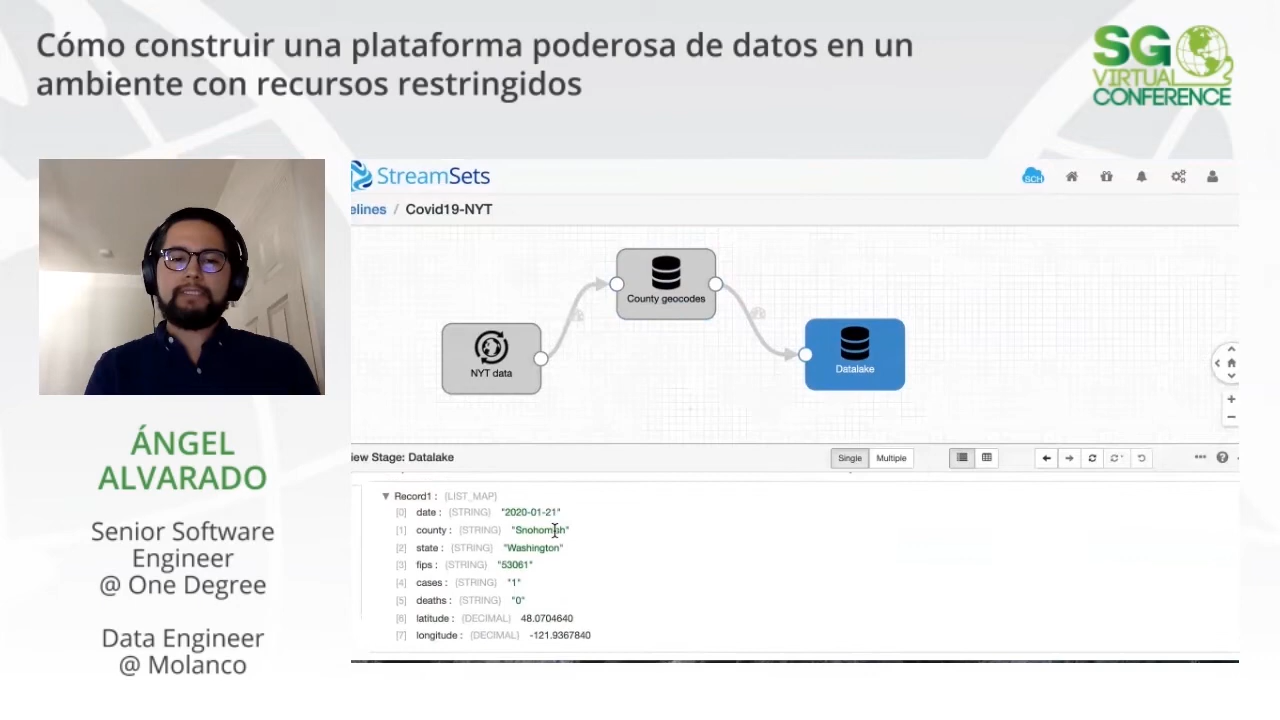 Cómo construir una plataforma poderosa de datos en un
ambiente con recursos restringidos
SG
VIRTUAL
CONFERENCE
StreamSets
SCH
elines / Covid19-NYT
County geocodes
NYT data
Datalake
iew Stage: Datalake
Single
Multiple
Record1 : {LIST_MAP}
[0] date : {STRING} "2020-01-21"
[1] county : {STRING} "Snohomish"
[2] state : {STRING} "Washington"
[3] fips : {STRING} "53061"
[4] cases : {STRING} "1"
[5] deaths : {STRING} "0"
[6] latitude : {DECIMAL} 48.0704640
[7] longitude : {DECIMAL} -121.9367840
ÁNGEL
ALVARADO
Senior Software
Engineer
@ One Degree
Data Engineer
@ Molanco